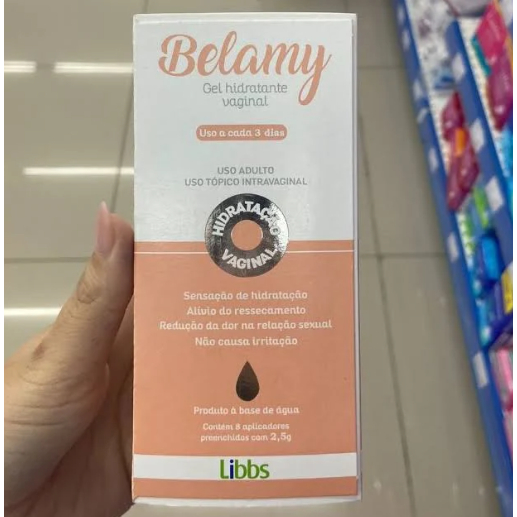 Belamy
Gel hidratante
vaginal
Uso a cada 3 dias
USO ADULTO
USO TÓPICO INTRAVAGINAL
HIDRATAÇÃO
VAGINAL
Sensação de hidratação
Alívio do ressecamento
Redução da dor na relação sexual
Não causa irritação
Produto à base de água
Contém 8 aplicadores
preenchidos com 2,5g
Libbs